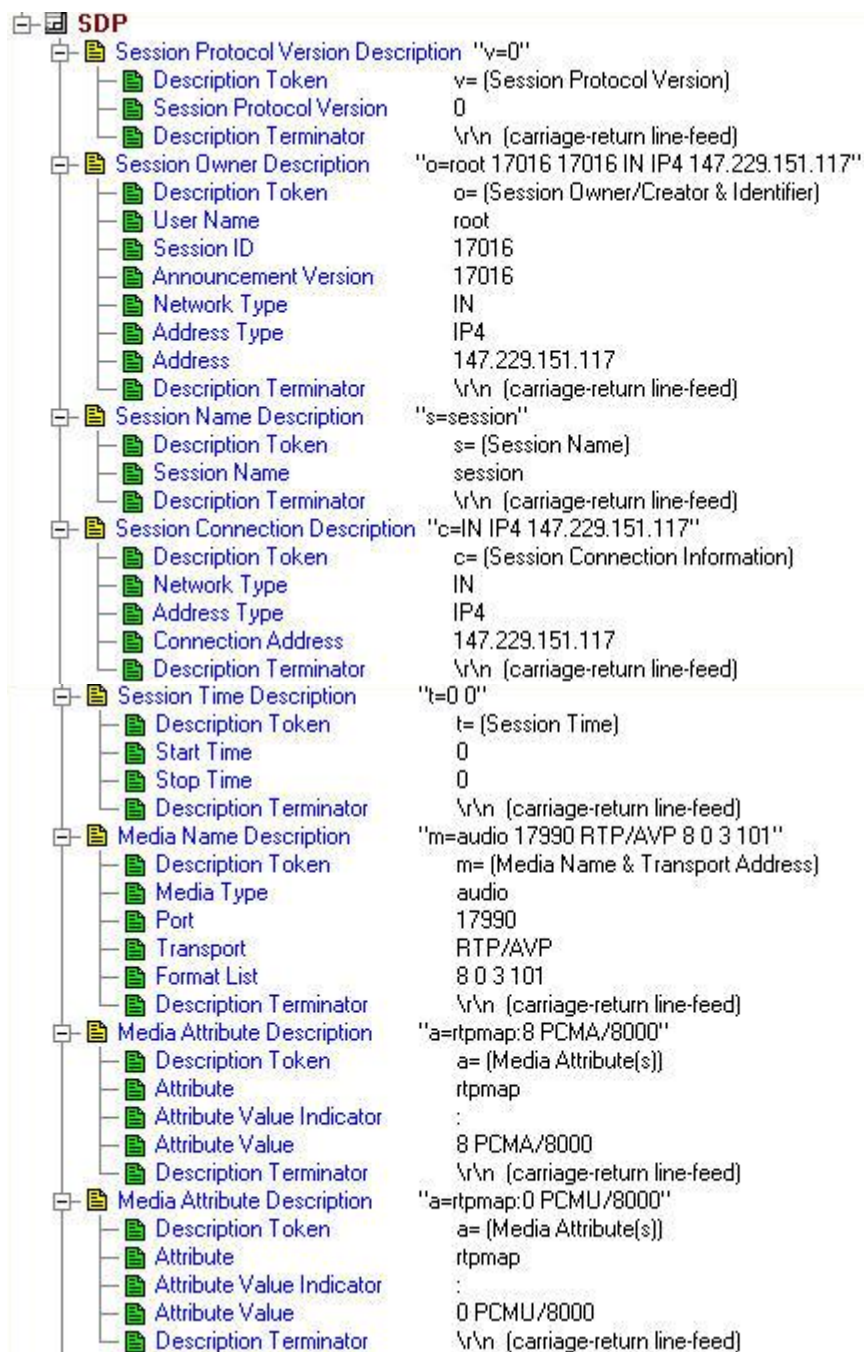 SDP
Session Protocol Version Description "v=0"
Description Token v= (Session Protocol Version)
Session Protocol Version 0
Description Terminator \r\n (carriage-return line-feed)
Session Owner Description "o=root 17016 17016 IN IP4 147.229.151.117"
Description Token o= (Session Owner/Creator & Identifier)
User Name root
Session ID 17016
Announcement Version 17016
Network Type IN
Address Type IP4
Address 147.229.151.117
Description Terminator \r\n (carriage-return line-feed)
Session Name Description "s=session"
Description Token s= (Session Name)
Session Name session
Description Terminator \r\n (carriage-return line-feed)
Session Connection Description "c=IN IP4 147.229.151.117"
Description Token c= (Session Connection Information)
Network Type IN
Address Type IP4
Connection Address 147.229.151.117
Description Terminator \r\n (carriage-return line-feed)
Session Time Description "t=0 0"
Description Token t= (Session Time)
Start Time 0
Stop Time 0
Description Terminator \r\n (carriage-return line-feed)
Media Name Description "m=audio 17990 RTP/AVP 8 0 3 101"
Description Token m= (Media Name & Transport Address)
Media Type audio
Port 17990
Transport RTP/AVP
Format List 8 0 3 101
Description Terminator \r\n (carriage-return line-feed)
Media Attribute Description "a=rtpmap:8 PCMA/8000"
Description Token a= (Media Attribute(s))
Attribute rtpmap
Attribute Value Indicator :
Attribute Value 8 PCMA/8000
Description Terminator \r\n (carriage-return line-feed)
Media Attribute Description "a=rtpmap:0 PCMU/8000"
Description Token a= (Media Attribute(s))
Attribute rtpmap
Attribute Value Indicator :
Attribute Value 0 PCMU/8000
Description Terminator \r\n (carriage-return line-feed)